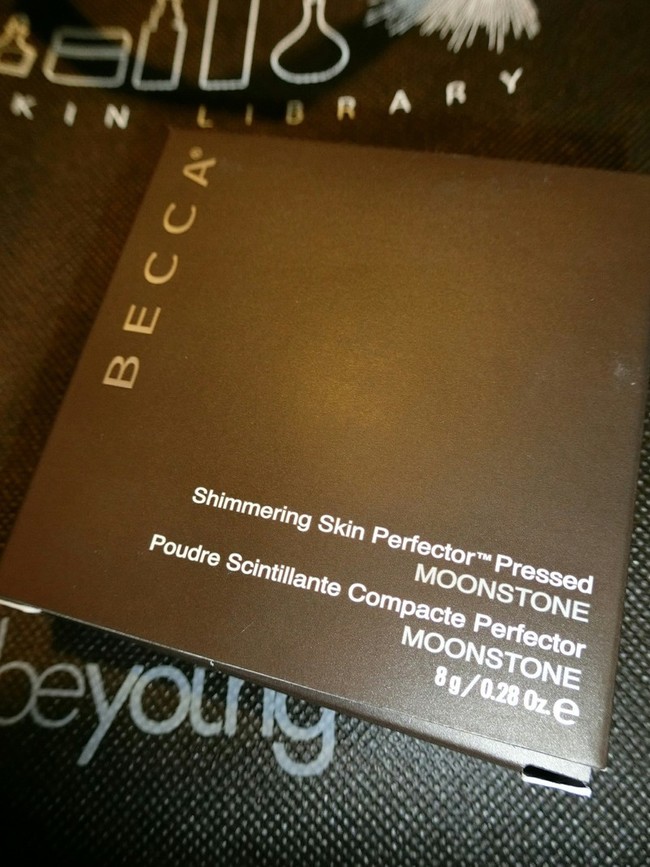 KIN LIBRARY
BECCA®
Shimmering Skin Perfector™ Pressed
MOONSTONE
Poudre Scintillante Compacte Perfector
MOONSTONE
8 g / 0.28 Oz. e
beyoung